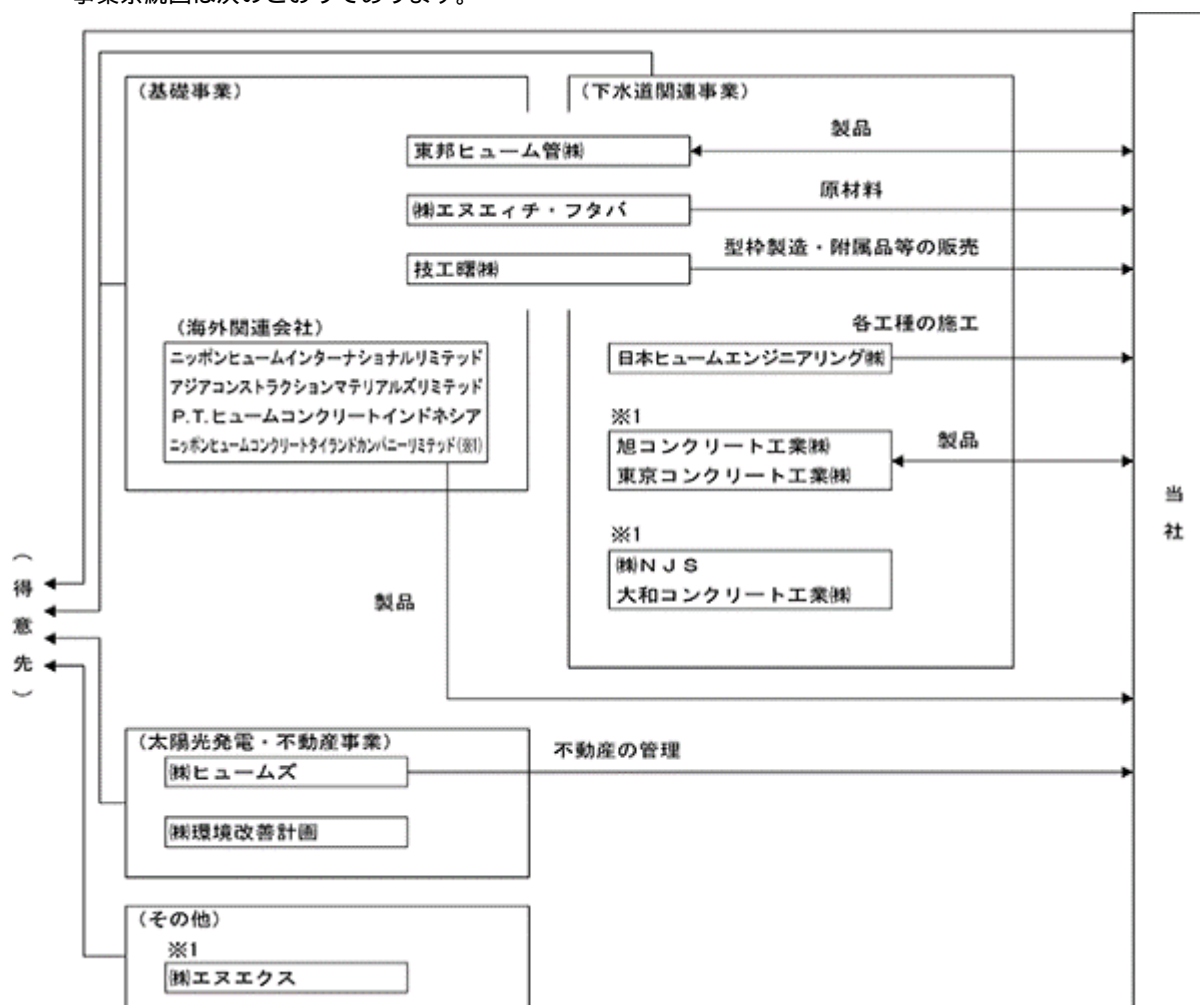 事業系統図は次のとおりであります。
(基礎事業)
(下水道関連事業)
東邦ヒューム管㈱
製品
㈱エヌエィチ・フタバ
原材料
技工曙㈱
型枠製造・附属品等の販売
(海外関連会社)
ニッポンヒュームインターナショナルリミテッド
アジアコンストラクションマテリアルズリミテッド
P.T.ヒュームコンクリートインドネシア
ニッポンヒュームコンクリートタイランドカンパニーリミテッド(※1)
各工種の施工
日本ヒュームエンジニアリング㈱
※1
旭コンクリート工業㈱
東京コンクリート工業㈱
製品
※1
㈱NJS
大和コンクリート工業㈱
当社
(得意先)
製品
(太陽光発電・不動産事業)
㈱ヒュームズ
不動産の管理
㈱環境改善計画
(その他)
※1
㈱エヌエクス